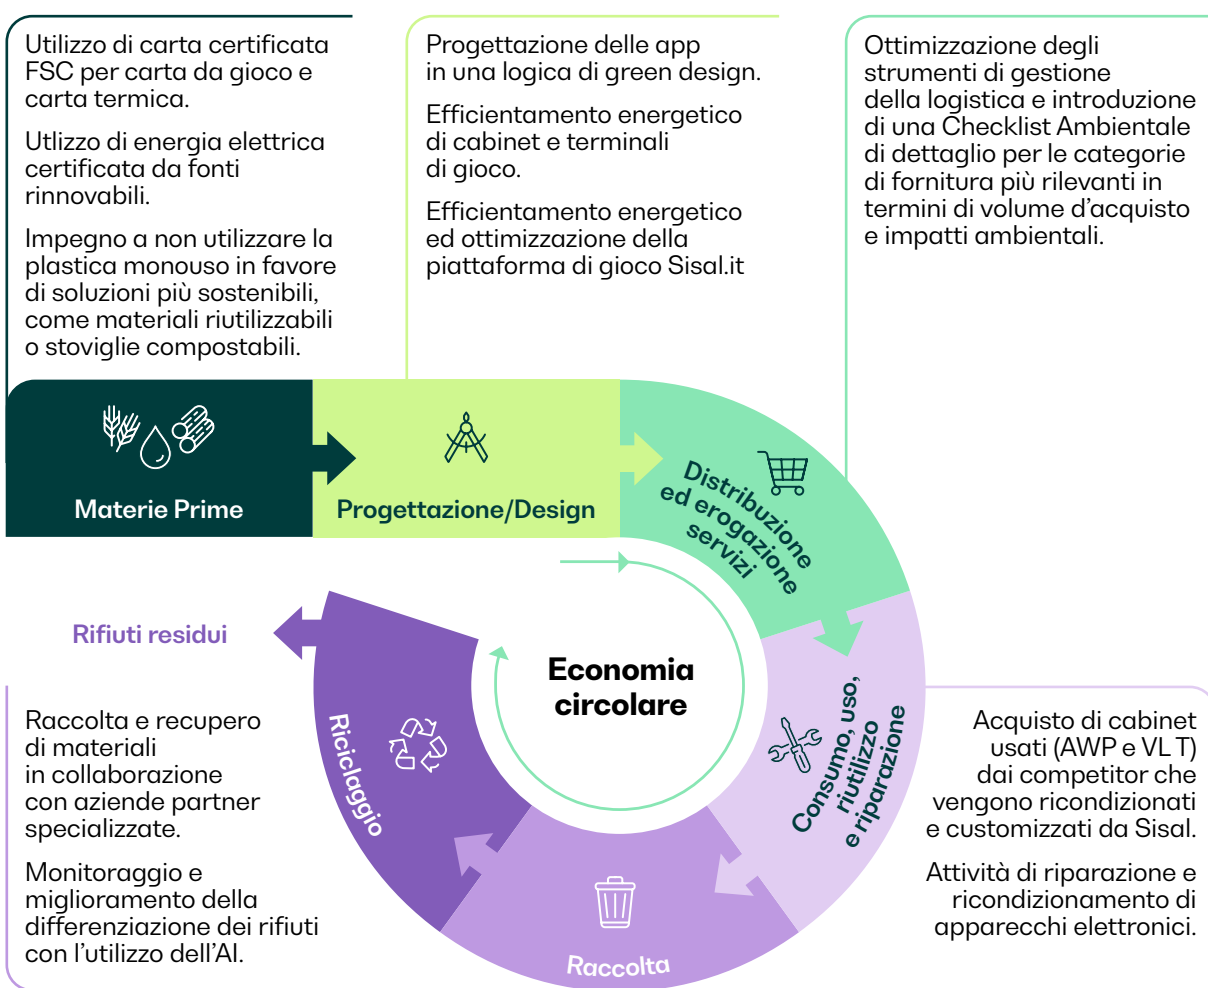 Utilizzo di carta certificata
FSC per carta da gioco e
carta termica.
Utlizzo di energia elettrica
certificata da fonti
rinnovabili.
Impegno a non utilizzare la
plastica monouso in favore
di soluzioni più sostenibili,
come materiali riutilizzabili
o stoviglie compostabili.
Progettazione delle app
in una logica di green design.
Efficientamento energetico
di cabinet e terminali
di gioco.
Efficientamento energetico
ed ottimizzazione della
piattaforma di gioco Sisal.it
Ottimizzazione degli
strumenti di gestione
della logistica e introduzione
di una Checklist Ambientale
di dettaglio per le categorie
di fornitura più rilevanti in
termini di volume d'acquisto
e impatti ambientali.
Materie Prime
Progettazione/Design
Distribuzione
ed erogazione
servizi
Consumo, uso,
riutilizzo
e riparazione
Raccolta
Riciclaggio
Rifiuti residui
Economia
circolare
Raccolta e recupero
di materiali
in collaborazione
con aziende partner
specializzate.
Monitoraggio e
miglioramento della
differenziazione dei rifiuti
con l'utilizzo dell'AI.
Acquisto di cabinet
usati (AWP e VLT)
dai competitor che
vengono ricondizionati
e customizzati da Sisal.
Attività di riparazione e
ricondizionamento di
apparecchi elettronici.